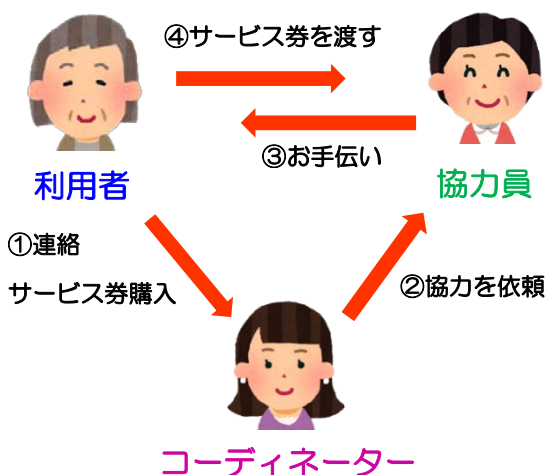 ④サービス券を渡す
③お手伝い
利用者
協力員
①連絡
サービス券購入
②協力を依頼
コーディネーター